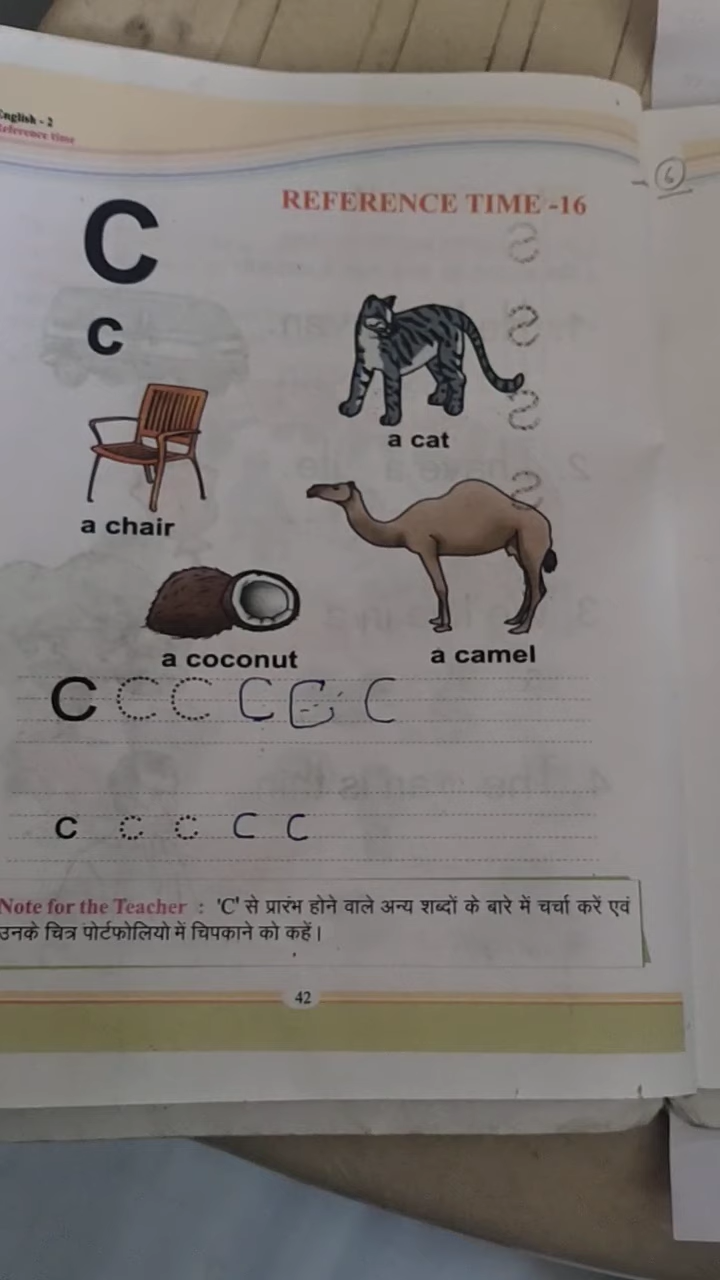 English - 2
Reference time
6
REFERENCE TIME -16
C
c
a cat
a chair
a coconut
a camel
C C C C C C
c c c c c
Note for the Teacher : 'C' से प्रारंभ होने वाले अन्य शब्दों के बारे में चर्चा करें एवं
उनके चित्र पोर्टफोलियो में चिपकाने को कहें।
42